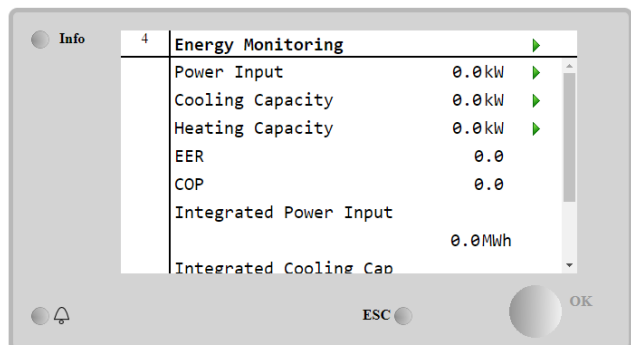 Info
4 Energy Monitoring
Power Input 0.0kW
Cooling Capacity 0.0kW
Heating Capacity 0.0kW
EER 0.0
COP 0.0
Integrated Power Input
0.0MWh
Integrated Cooling Cap
ESC
OK